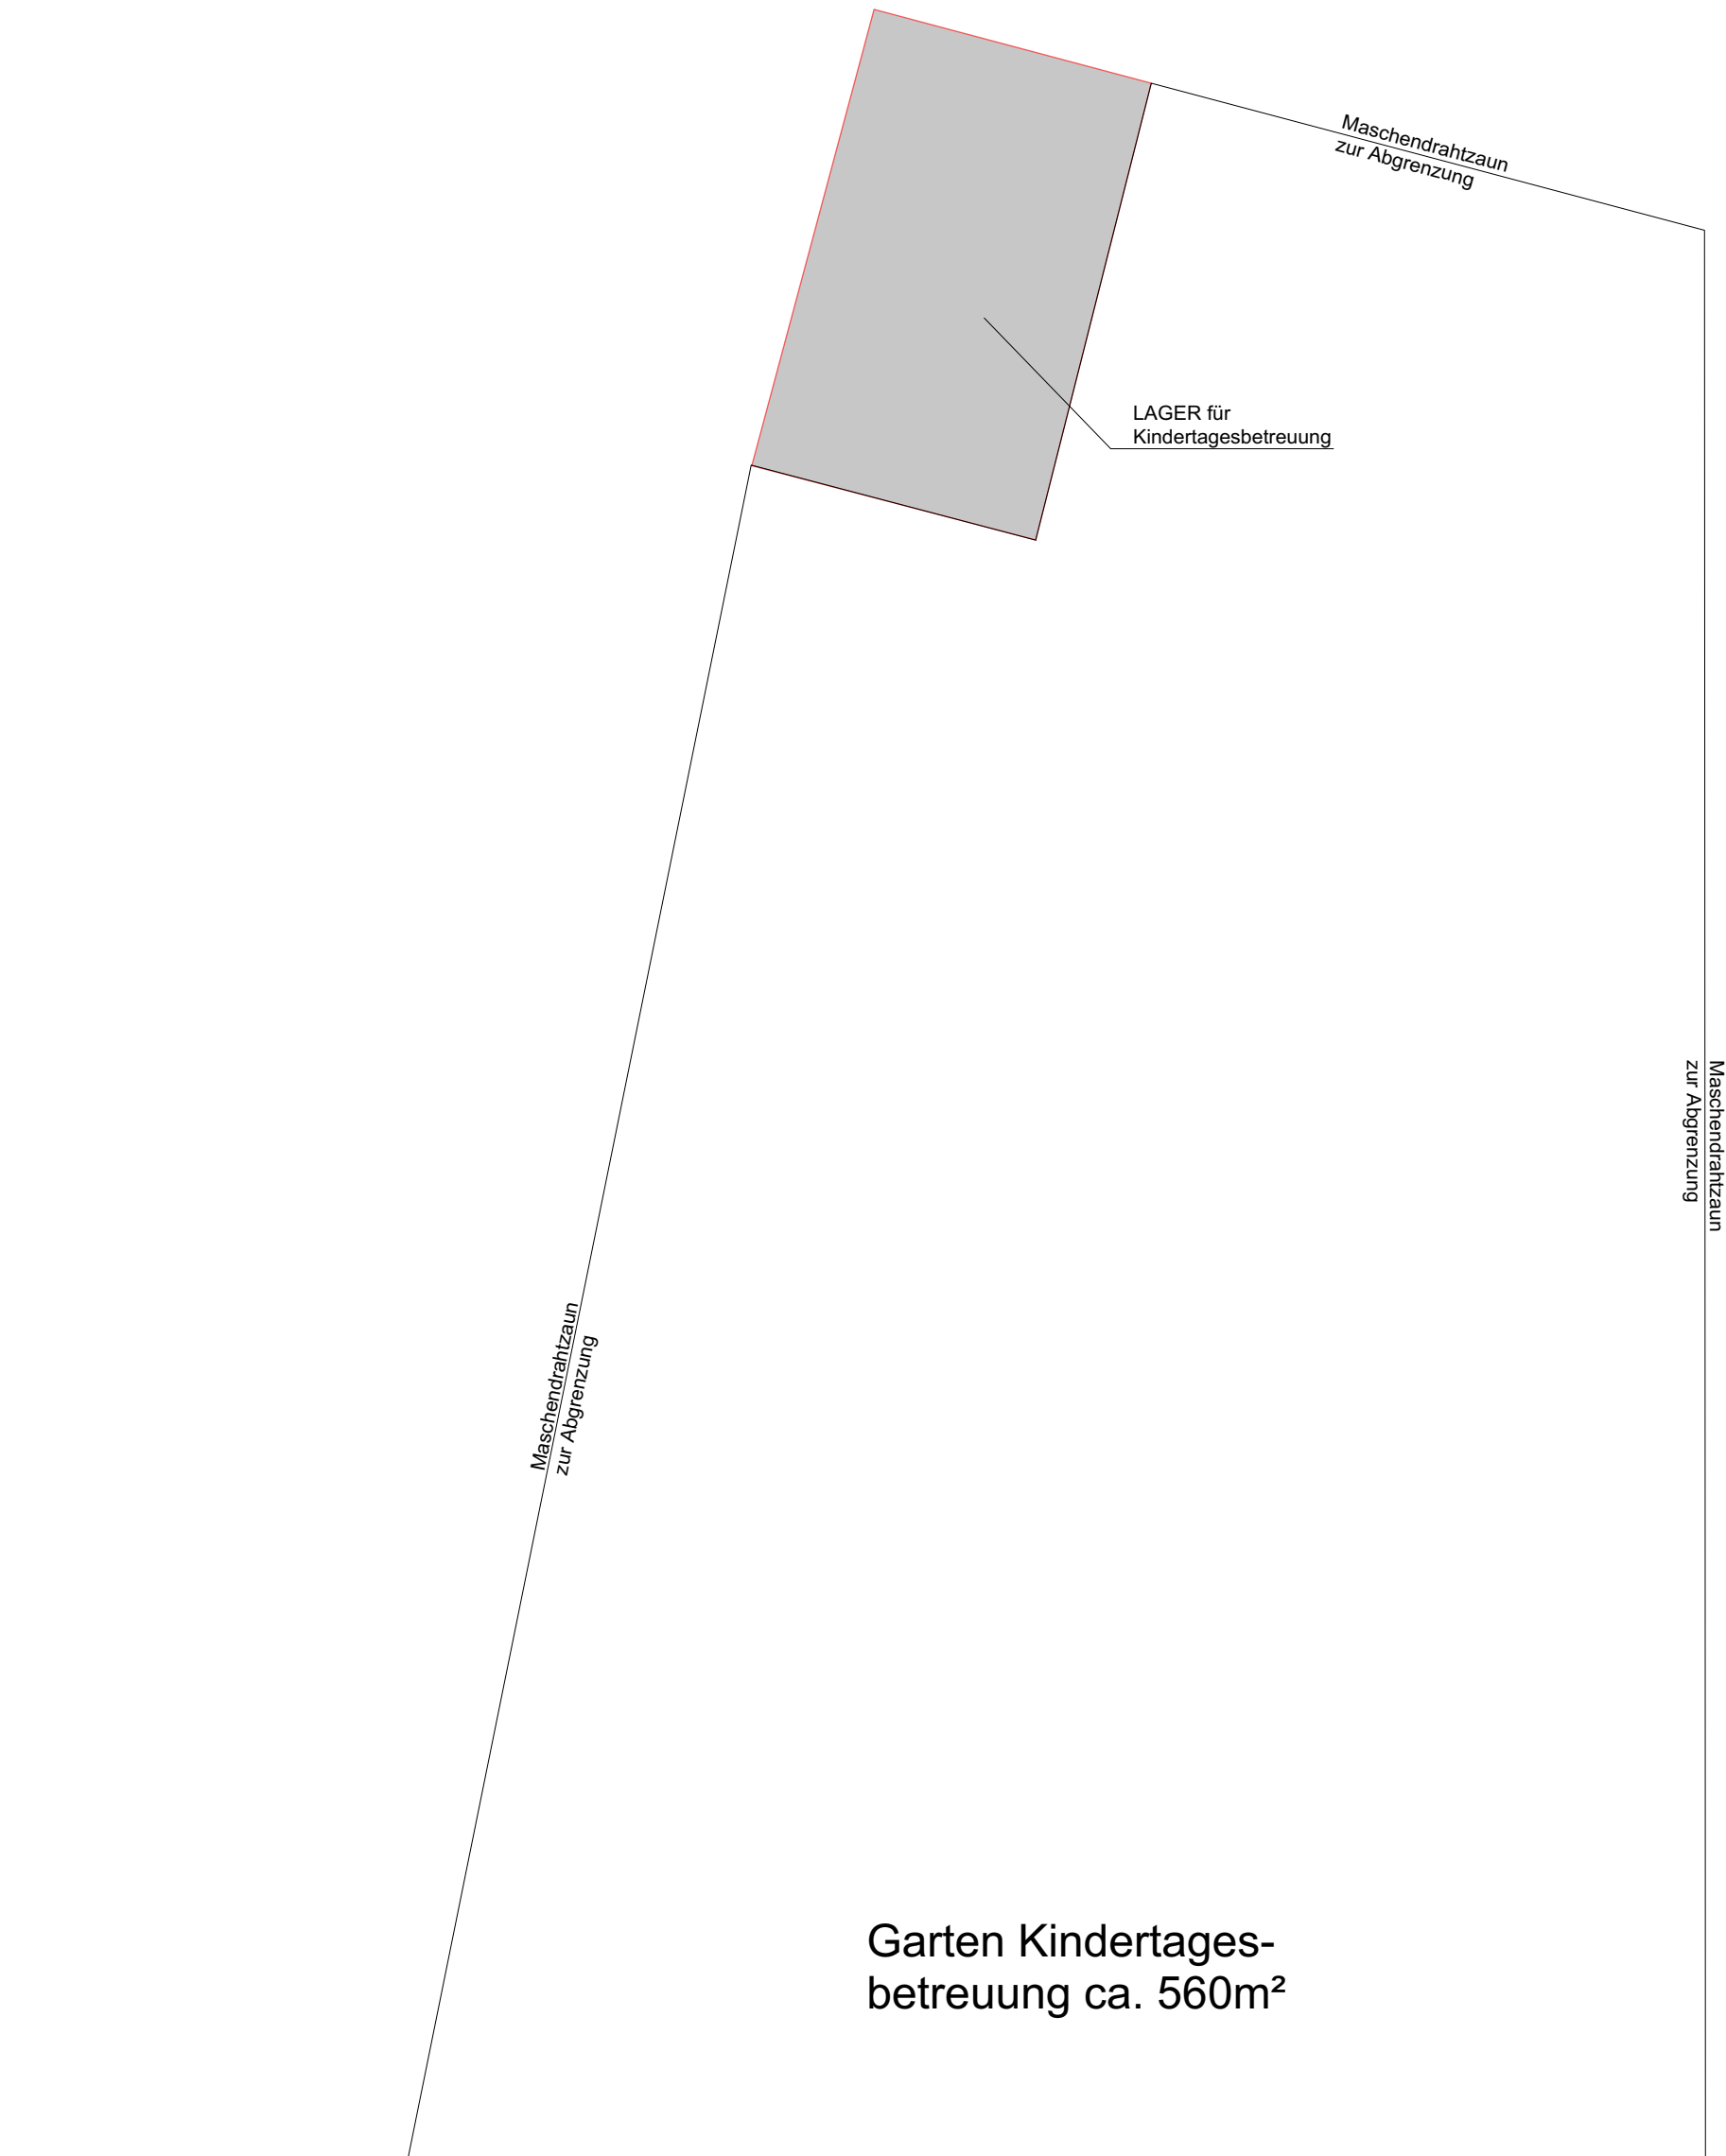 Maschendrahtzaun
zur Abgrenzung
LAGER für
Kindertagesbetreuung
Maschendrahtzaun
zur Abgrenzung
Maschendrahtzaun
zur Abgrenzung
Garten Kindertages-
betreuung ca. 560m²